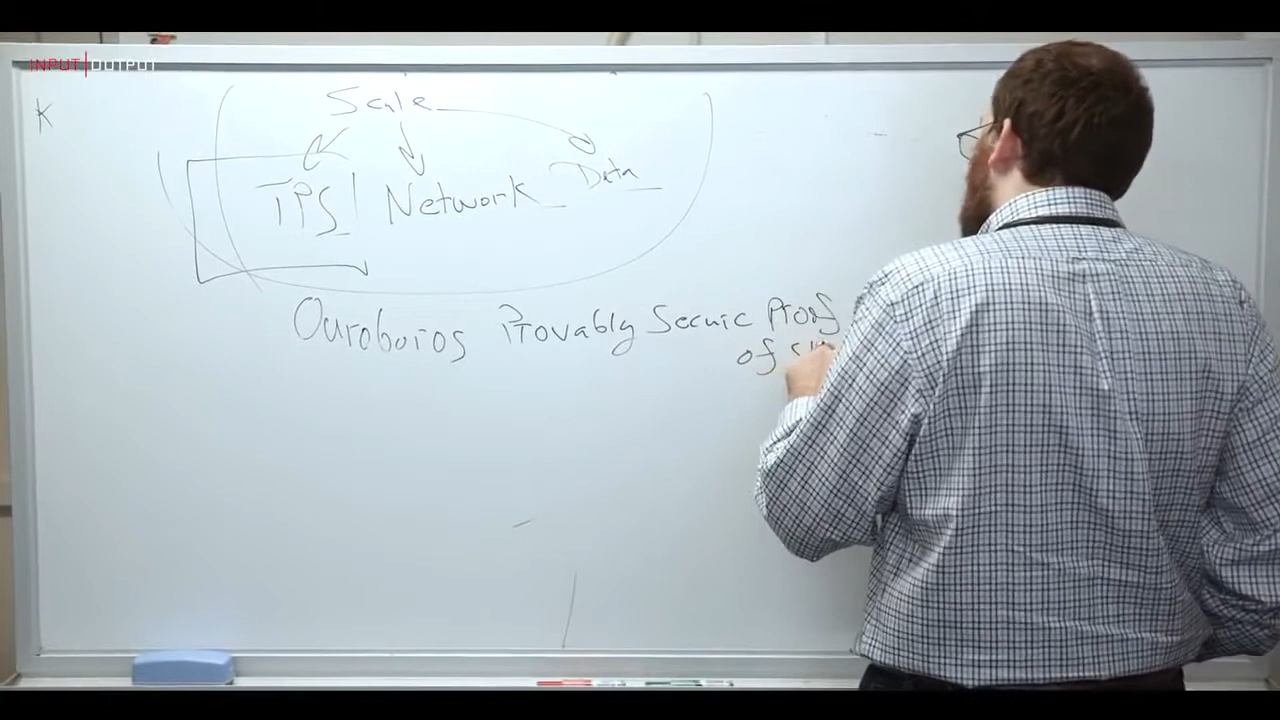 INPUT|OUTPUT
K
Scale
TPS Network Data
Ouroboros Provably Secure Proof
of